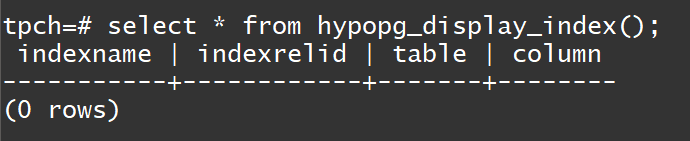 tpch=# select * from hypopg_display_index();
 indexname | indexrelid | table | column
-----------+------------+-------+--------
(0 rows)